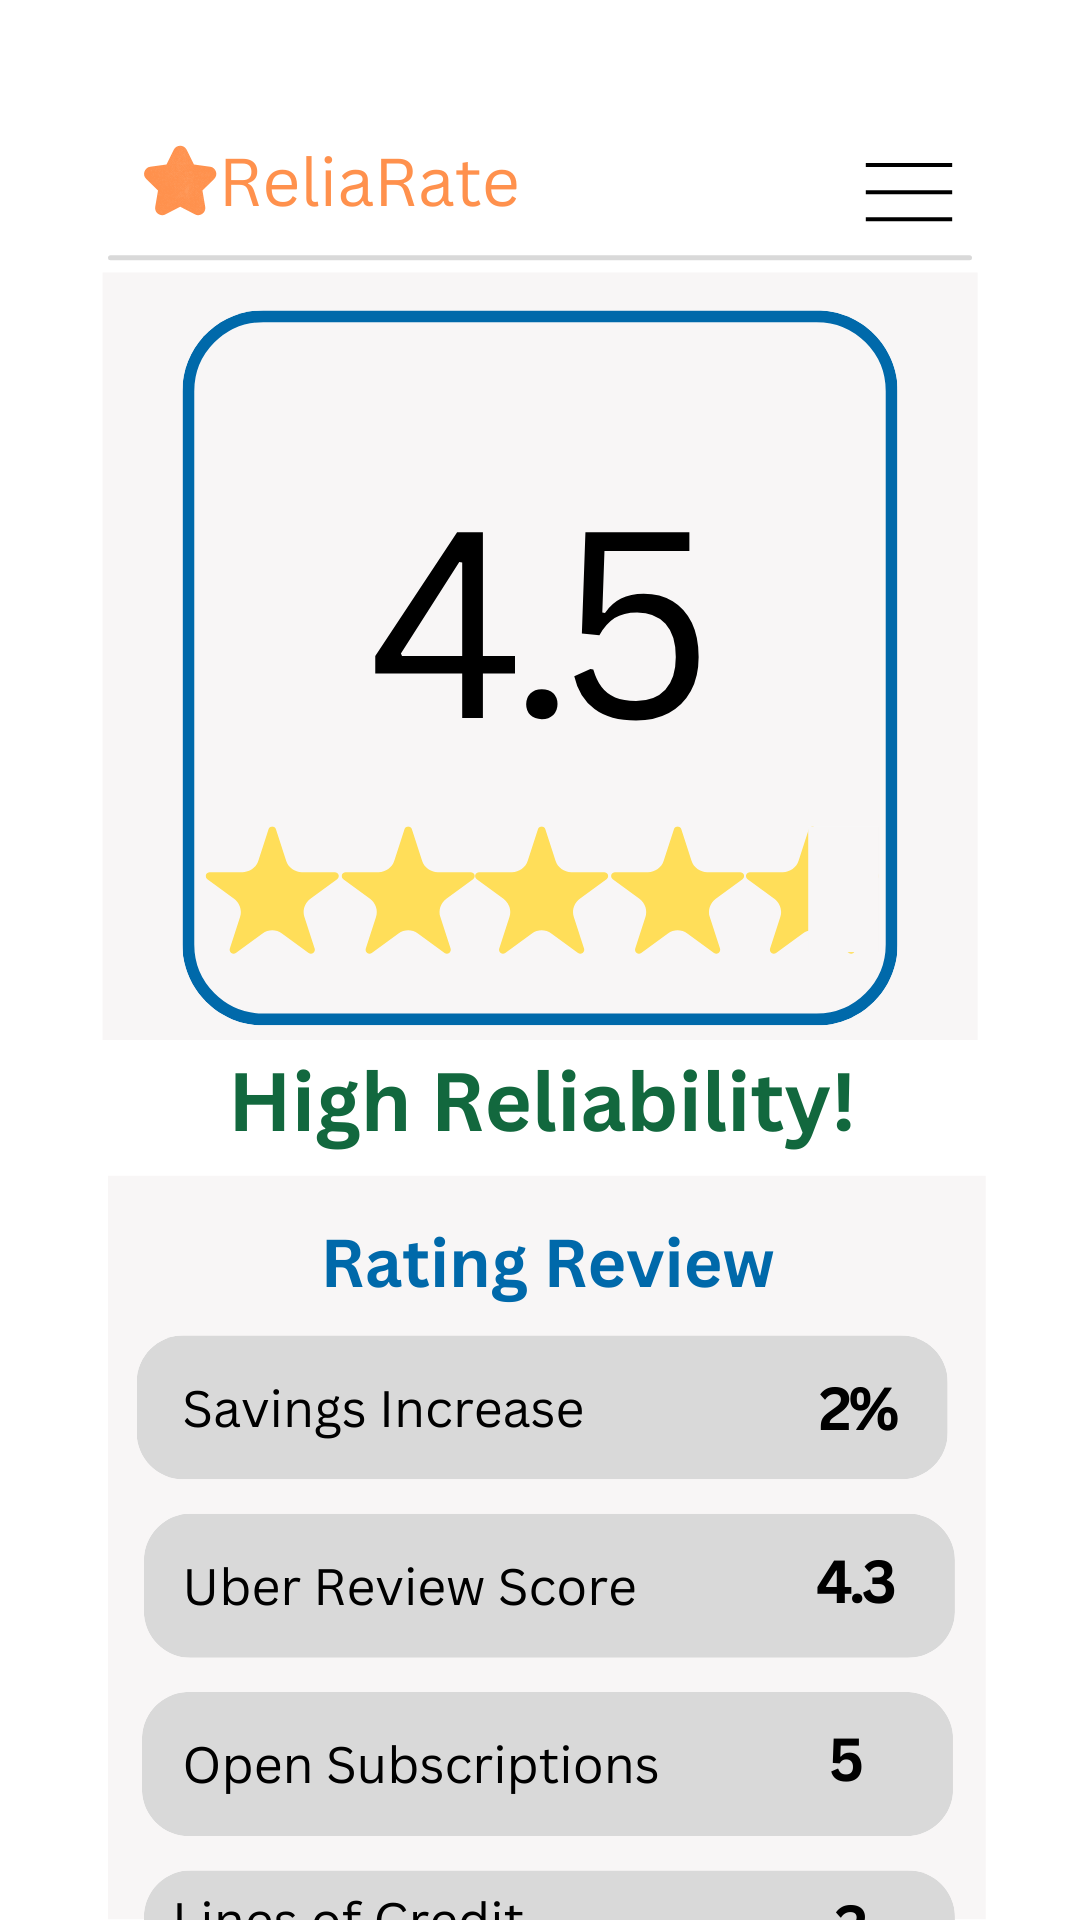 ReliaRate
4.5
High Reliability!
Rating Review
Savings Increase 2%
Uber Review Score 4.3
Open Subscriptions 5
Lines of Credit